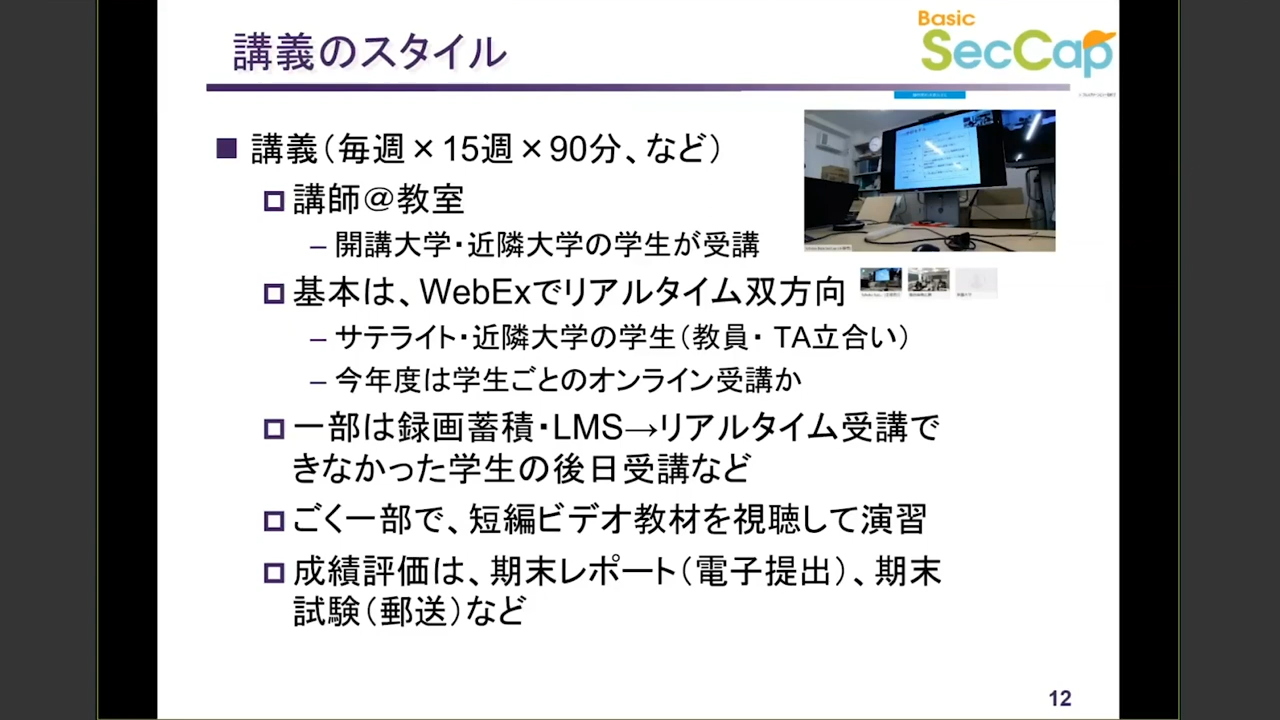 講義のスタイル
Basic
SecCap
講義(毎週×15週×90分、など)
講師@教室
– 開講大学・近隣大学の学生が受講
基本は、WebExでリアルタイム双方向
– サテライト・近隣大学の学生(教員・ TA立合い)
– 今年度は学生ごとのオンライン受講か
一部は録画蓄積・LMS→リアルタイム受講で
きなかった学生の後日受講など
ごく一部で、短編ビデオ教材を視聴して演習
成績評価は、期末レポート(電子提出)、期末
試験(郵送)など
12